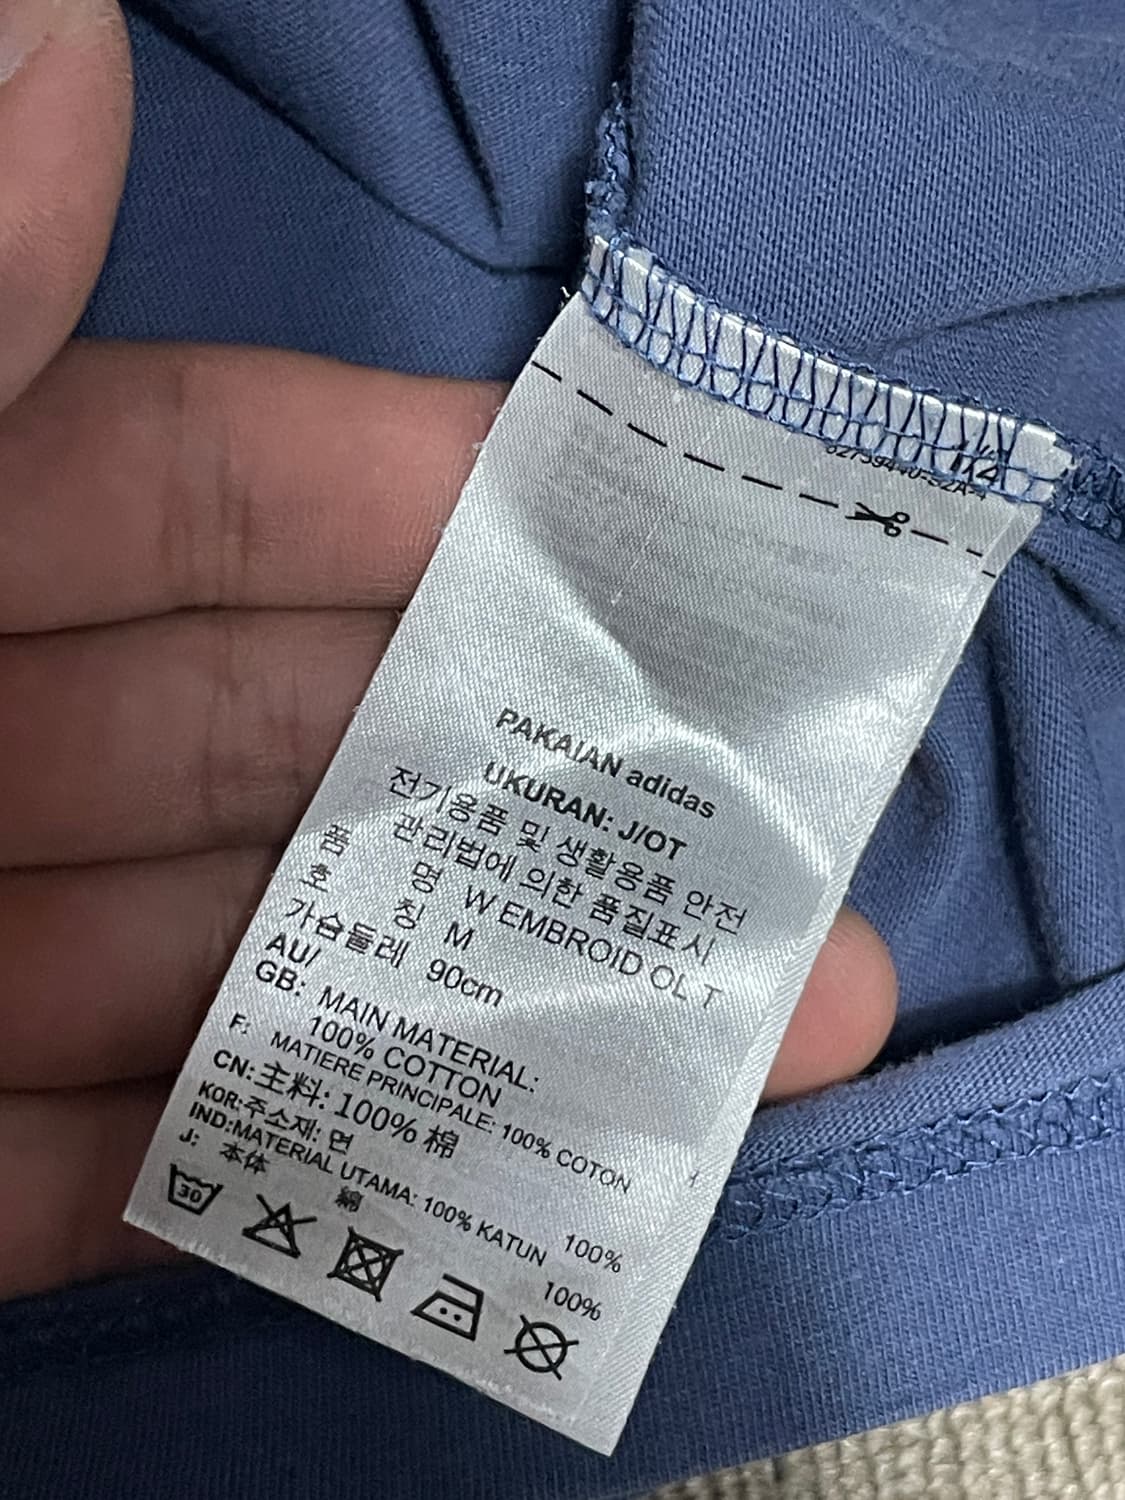 PAKAIAN adidas
UKURAN: J/OT
전기용품 및 생활용품 안전
관리법에 의한 품질표시
품 명 W EMBROID OL T
호 칭 M
가슴둘레 90cm
AU/
GB: MAIN MATERIAL:
100% COTTON
F: MATIERE PRINCIPALE: 100% COTON
CN: 主料: 100% 棉
KOR: 주소재: 면 100%
IND: MATERIAL UTAMA: 100% KATUN
J: 本体 綿 100%
30